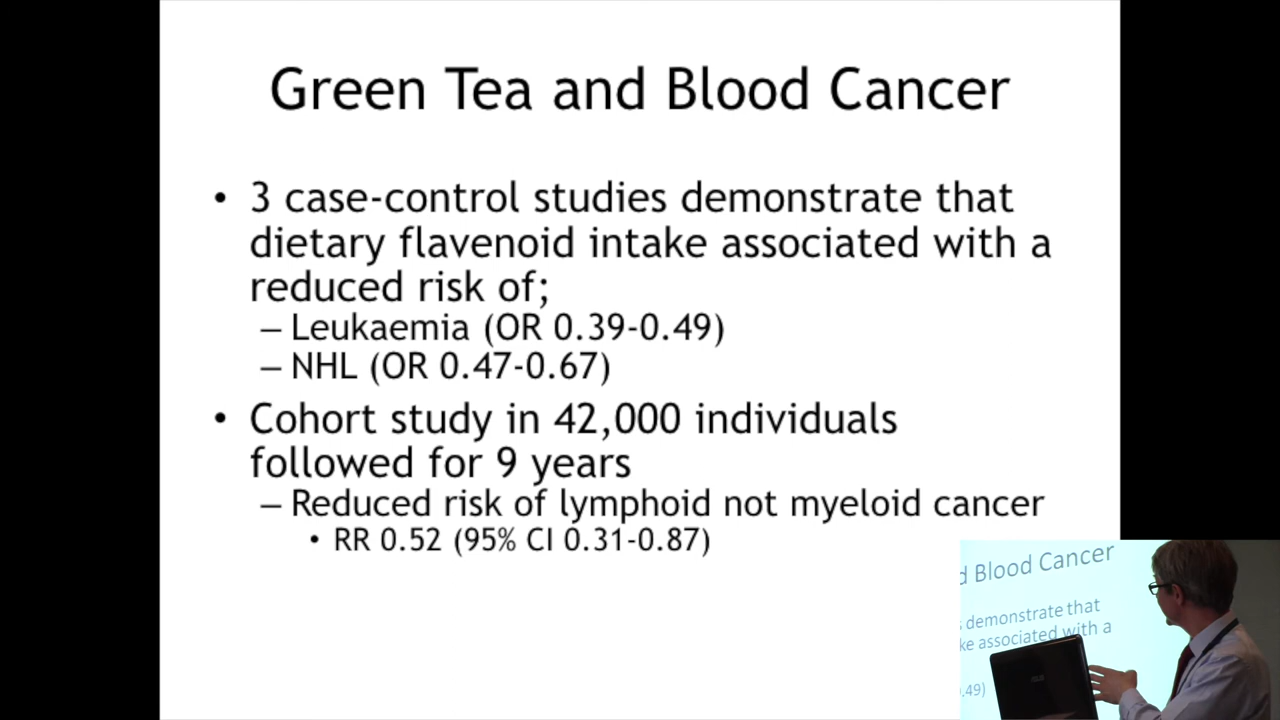 Green Tea and Blood Cancer
• 3 case-control studies demonstrate that
dietary flavenoid intake associated with a
reduced risk of;
– Leukaemia (OR 0.39-0.49)
– NHL (OR 0.47-0.67)
• Cohort study in 42,000 individuals
followed for 9 years
– Reduced risk of lymphoid not myeloid cancer
• RR 0.52 (95% CI 0.31-0.87)
d Blood Cancer
demonstrate that
ke associated with a
.49)
ASUS